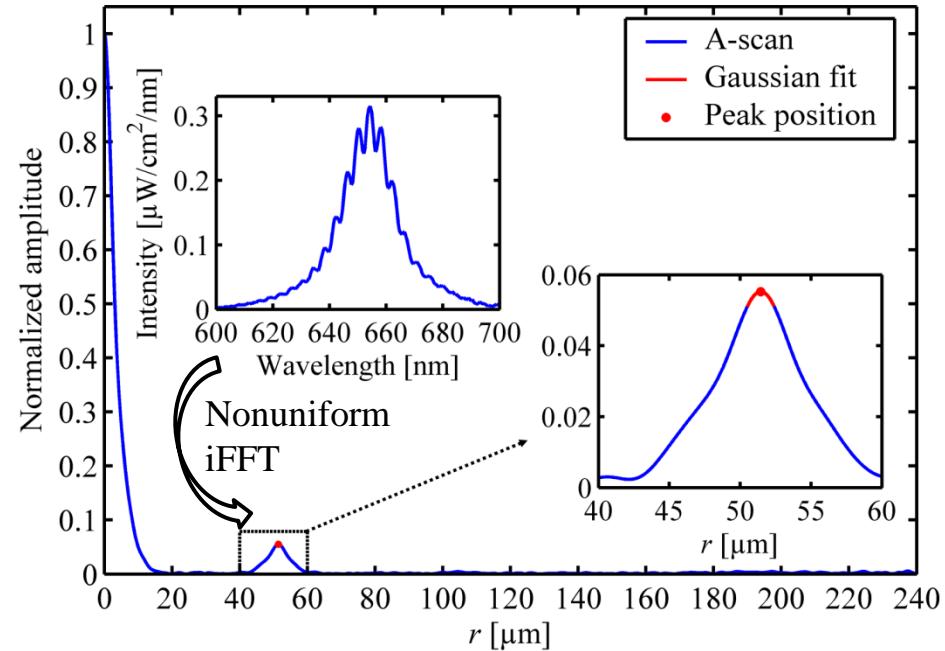 A-scan
Gaussian fit
Peak position
Normalized amplitude
1
0.9
0.8
0.7
0.6
0.5
0.4
0.3
0.2
0.1
0
0 20 40 60 80 100 120 140 160 180 200 220 240
r [µm]
Intensity [µW/cm²/nm]
0.3
0.2
0.1
0
600 620 640 660 680 700
Wavelength [nm]
Nonuniform
iFFT
0.06
0.04
0.02
0
40 45 50 55 60
r [µm]